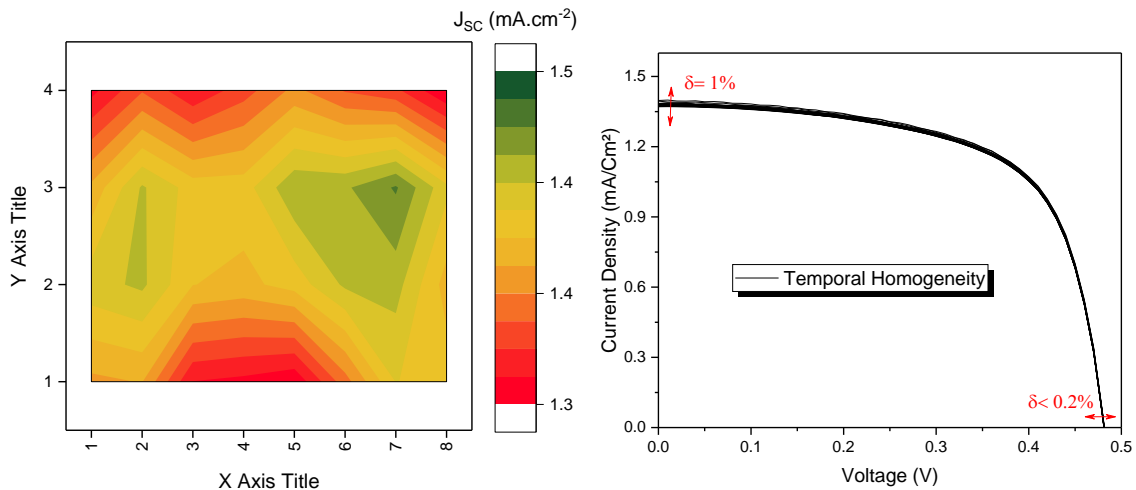 J_SC (mA.cm⁻²)
4
3
2
1
Y Axis Title
1 2 3 4 5 6 7 8
X Axis Title
1.5
1.4
1.4
1.3
1.5
1.2
0.9
0.6
0.3
0.0
Current Density (mA/Cm²)
δ= 1%
Temporal Homogeneity
δ< 0.2%
0.0 0.1 0.2 0.3 0.4 0.5
Voltage (V)